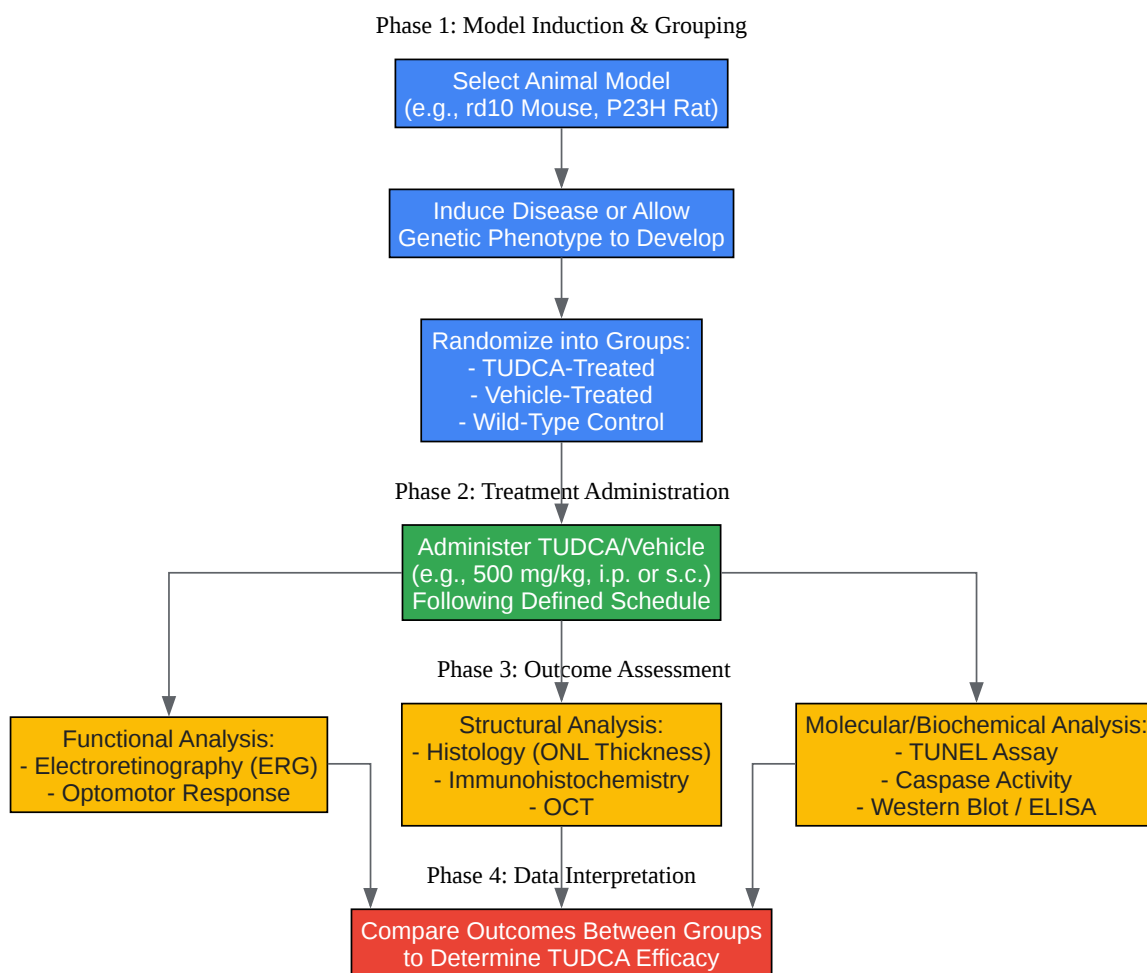 Phase 1: Model Induction & Grouping
Select Animal Model
(e.g., rd10 Mouse, P23H Rat)
Induce Disease or Allow
Genetic Phenotype to Develop
Randomize into Groups:
- TUDCA-Treated
- Vehicle-Treated
- Wild-Type Control
Phase 2: Treatment Administration
Administer TUDCA/Vehicle
(e.g., 500 mg/kg, i.p. or s.c.)
Following Defined Schedule
Phase 3: Outcome Assessment
Functional Analysis:
- Electroretinography (ERG)
- Optomotor Response
Structural Analysis:
- Histology (ONL Thickness)
- Immunohistochemistry
- OCT
Molecular/Biochemical Analysis:
- TUNEL Assay
- Caspase Activity
- Western Blot / ELISA
Phase 4: Data Interpretation
Compare Outcomes Between Groups
to Determine TUDCA Efficacy